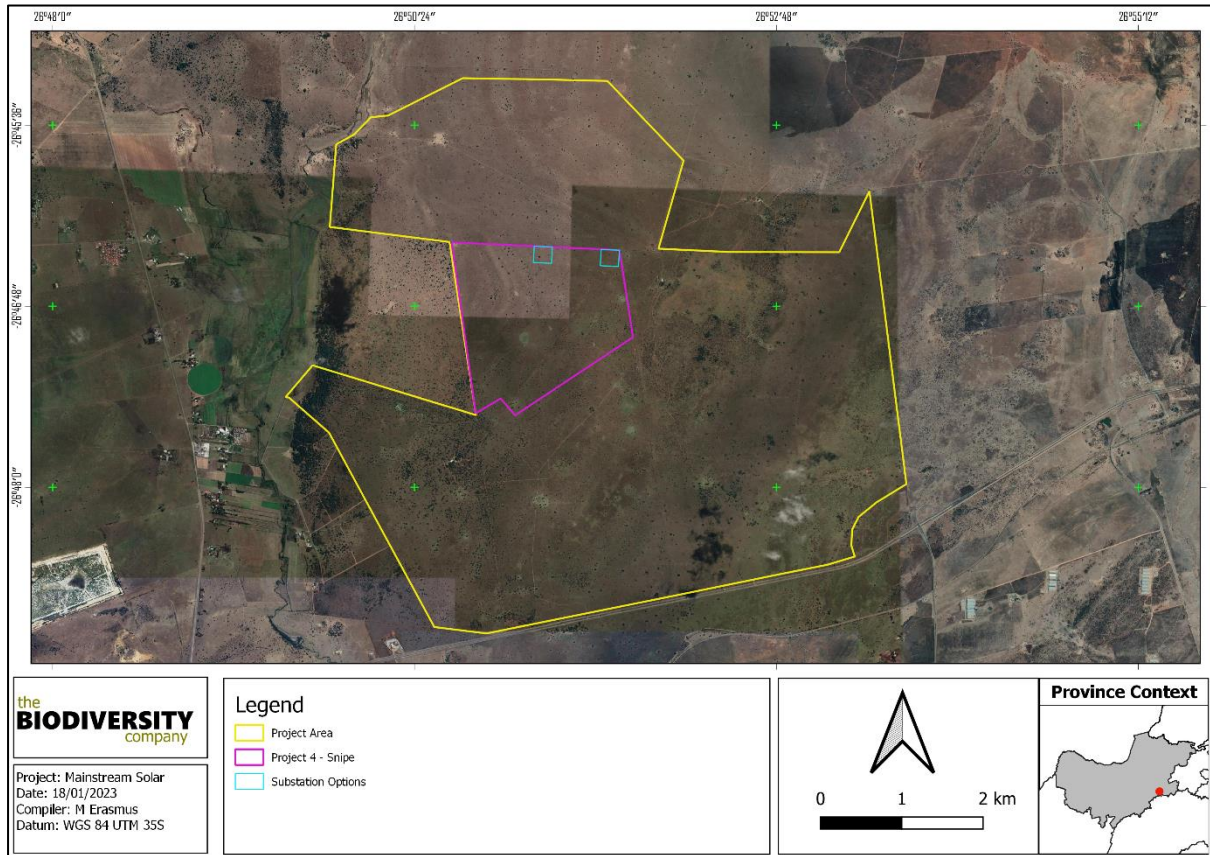 26°48'0" 26°50'24" 26°52'48" 26°55'12"
-26°45'36"
-26°46'48"
-26°48'0"
the
BIODIVERSITY
company
Project: Mainstream Solar
Date: 18/01/2023
Compiler: M Erasmus
Datum: WGS 84 UTM 35S
Legend
Project Area
Project 4 - Snipe
Substation Options
0 1 2 km
Province Context